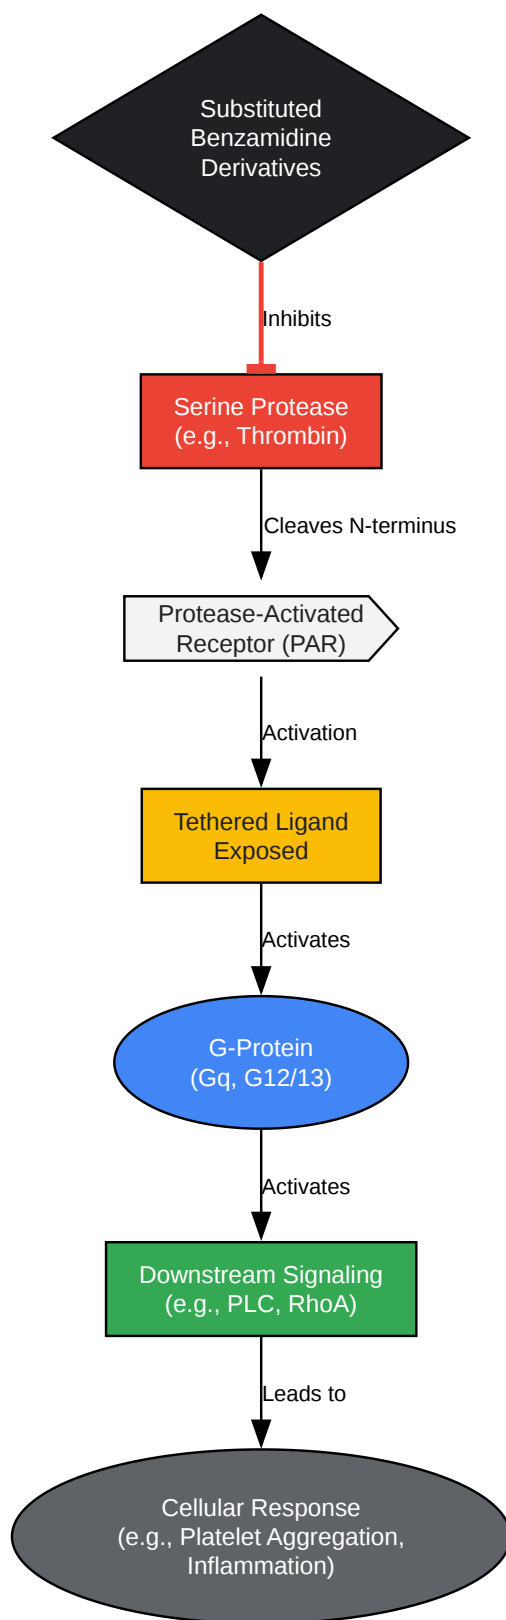 Substituted
Benzamidine
Derivatives
Inhibits
Serine Protease
(e.g., Thrombin)
Cleaves N-terminus
Protease-Activated
Receptor (PAR)
Activation
Tethered Ligand
Exposed
Activates
G-Protein
(Gq, G12/13)
Activates
Downstream Signaling
(e.g., PLC, RhoA)
Leads to
Cellular Response
(e.g., Platelet Aggregation,
Inflammation)